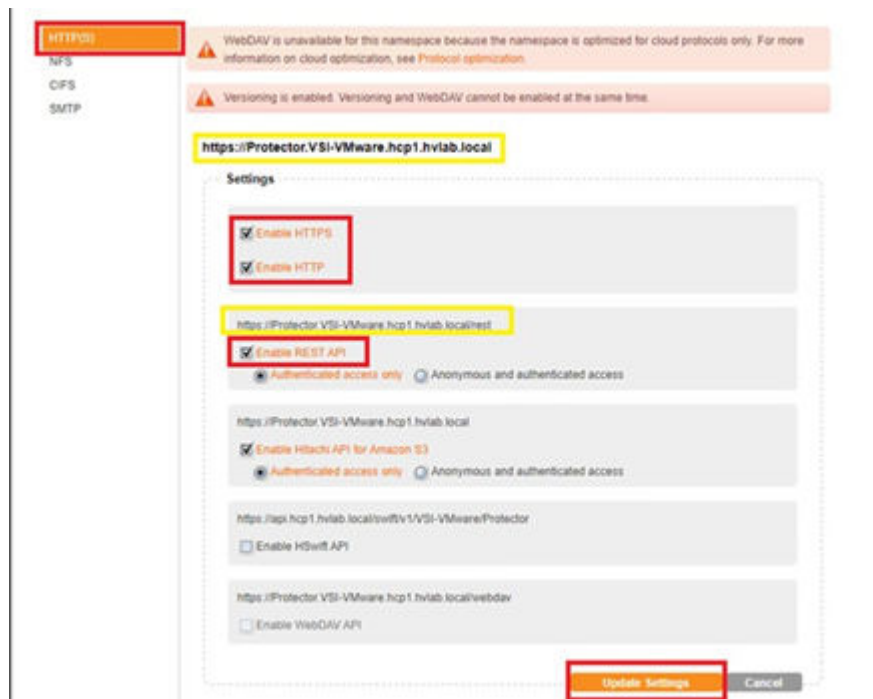 HTTP(S)
NFS
CIFS
SMTP
WebDAV is unavailable for this namespace because the namespace is optimized for cloud protocols only. For more
information on cloud optimization, see Protocol optimization.
Versioning is enabled. Versioning and WebDAV cannot be enabled at the same time.
https://Protector.VSI-VMware.hcp1.hvlab.local
Settings
Enable HTTPS
Enable HTTP
https://Protector.VSI-VMware.hcp1.hvlab.local/rest
Enable REST API
Authenticated access only Anonymous and authenticated access
https://Protector.VSI-VMware.hcp1.hvlab.local
Enable Hitachi API for Amazon S3
Authenticated access only Anonymous and authenticated access
https://api.hcp1.hvlab.local/swift/v1/VSI-VMware/Protector
Enable HSwift API
https://Protector.VSI-VMware.hcp1.hvlab.local/webdav
Enable WebDAV API
Update Settings Cancel